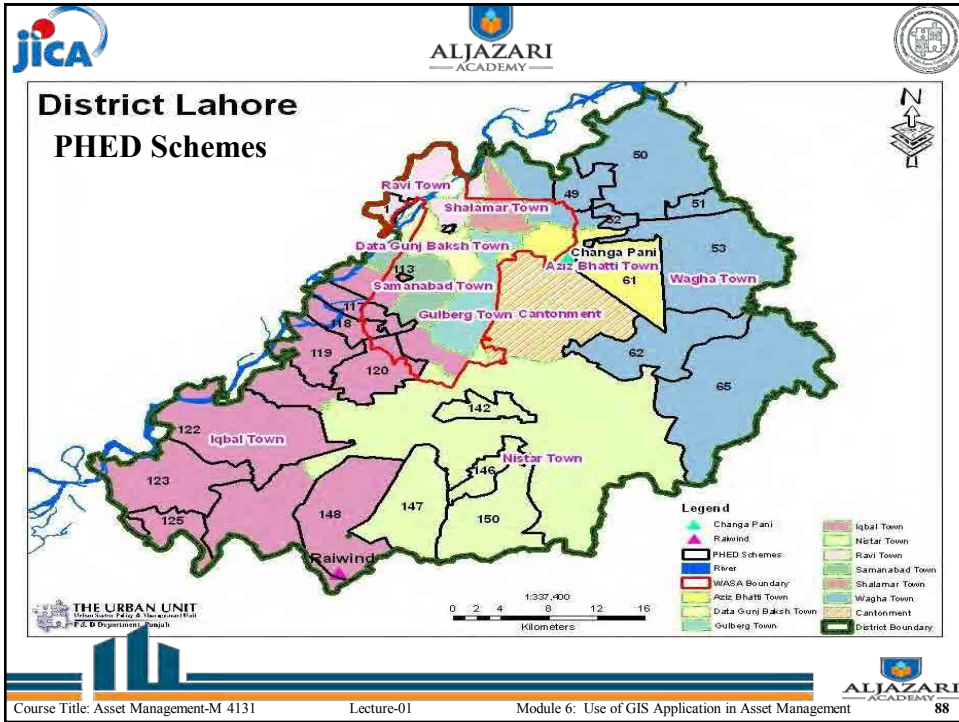 jICA
ALJAZARI
ACADEMY
District Lahore
PHED Schemes
N
50
Ravi Town
49
51
1
Shalamar Town
52
53
Data Gunj Baksh Town
Changa Pani
Aziz Bhatti Town
113
61
Wagha Town
Samanabad Town
117
Gulberg Town
Cantonment
118
119
62
120
65
142
122
Iqbal Town
Nistar Town
146
123
147
148
150
125
Raiwind
Legend
Changa Pani
Raiwind
PHED Schemes
River
WASA Boundary
Aziz Bhatti Town
Data Gunj Baksh Town
Gulberg Town
Iqbal Town
Nistar Town
Ravi Town
Samanabad Town
Shalamar Town
Wagha Town
Cantonment
District Boundary
1:337,400
0 2 4 8 12 16
Kilometers
THE URBAN UNIT
Urban Sector Policy & Management Unit
P & D Department, Punjab
ALJAZARI
ACADEMY
Course Title: Asset Management-M 4131
Lecture-01
Module 6: Use of GIS Application in Asset Management
88